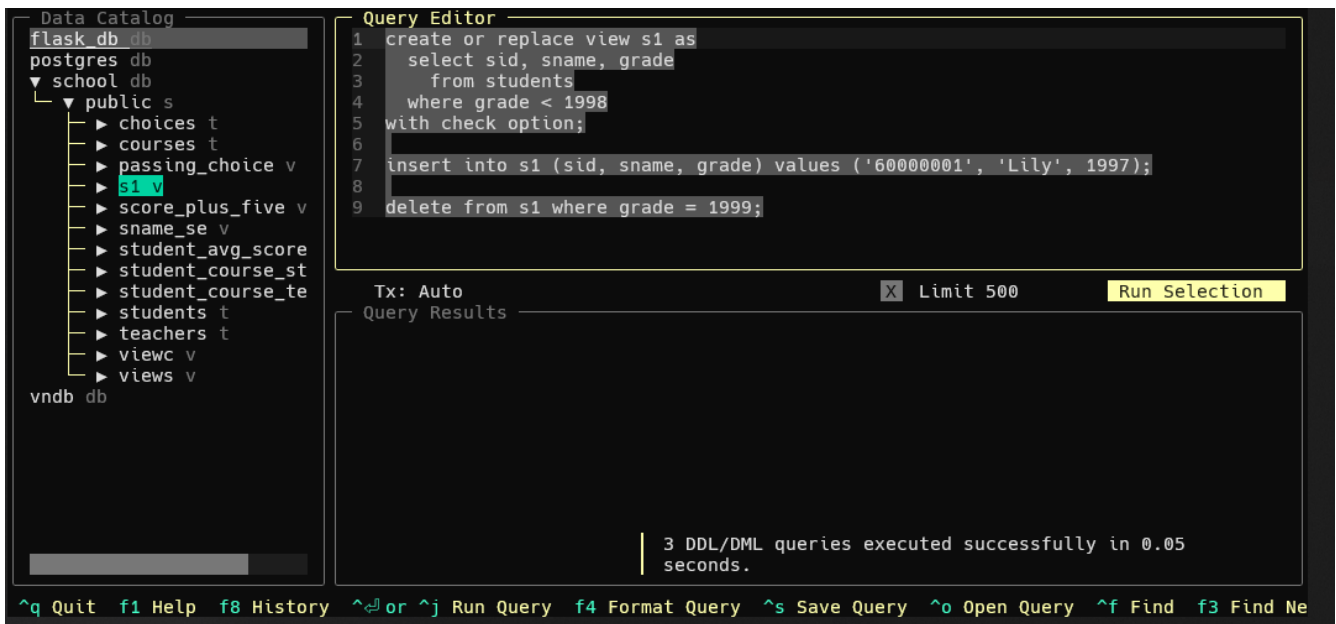 Data Catalog
flask_db db
postgres db
▼ school db
▼ public s
▶ choices t
▶ courses t
▶ passing_choice v
▶ s1 v
▶ score_plus_five v
▶ sname_se v
▶ student_avg_score
▶ student_course_st
▶ student_course_te
▶ students t
▶ teachers t
▶ viewc v
▶ views v
vndb db
Query Editor
1 create or replace view s1 as
2 select sid, sname, grade
3 from students
4 where grade < 1998
5 with check option;
6
7 insert into s1 (sid, sname, grade) values ('60000001', 'Lily', 1997);
8
9 delete from s1 where grade = 1999;
Tx: Auto X Limit 500 Run Selection
Query Results
3 DDL/DML queries executed successfully in 0.05
seconds.
^q Quit f1 Help f8 History ^⏎ or ^j Run Query f4 Format Query ^s Save Query ^o Open Query ^f Find f3 Find Ne